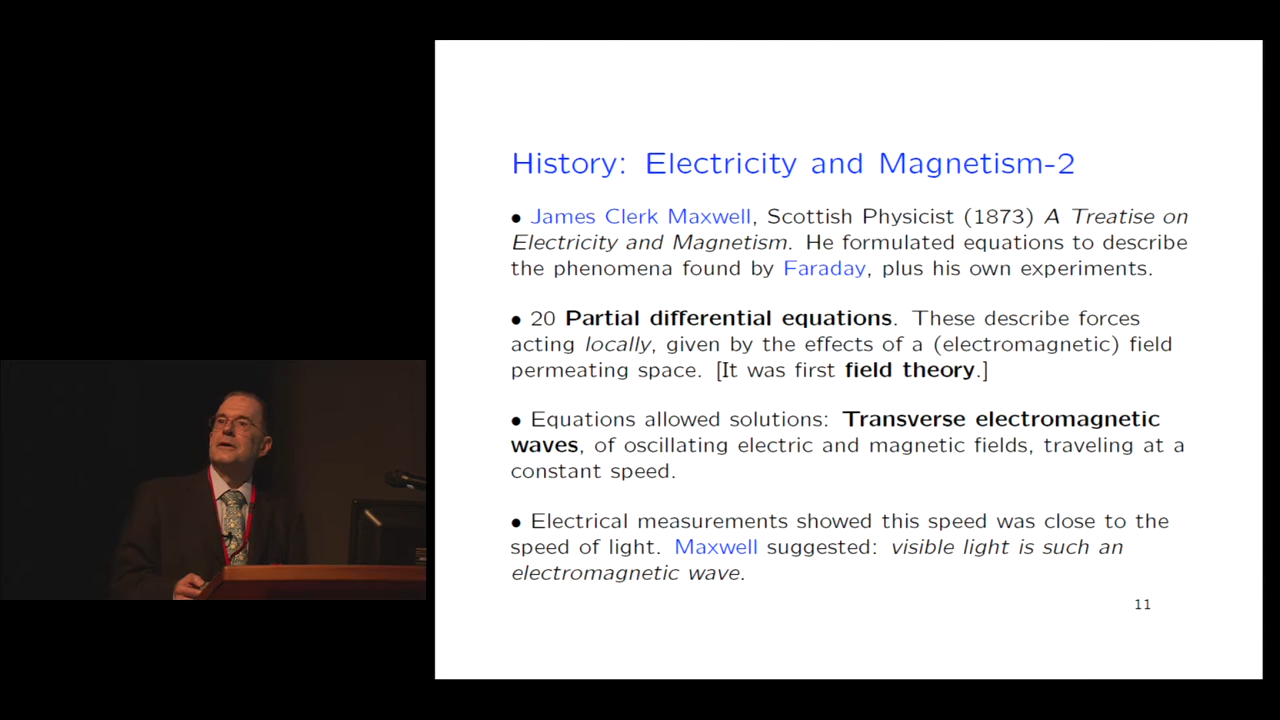 History: Electricity and Magnetism-2
• James Clerk Maxwell, Scottish Physicist (1873) A Treatise on
Electricity and Magnetism. He formulated equations to describe
the phenomena found by Faraday, plus his own experiments.
• 20 Partial differential equations. These describe forces
acting locally, given by the effects of a (electromagnetic) field
permeating space. [It was first field theory.]
• Equations allowed solutions: Transverse electromagnetic
waves, of oscillating electric and magnetic fields, traveling at a
constant speed.
• Electrical measurements showed this speed was close to the
speed of light. Maxwell suggested: visible light is such an
electromagnetic wave.
11